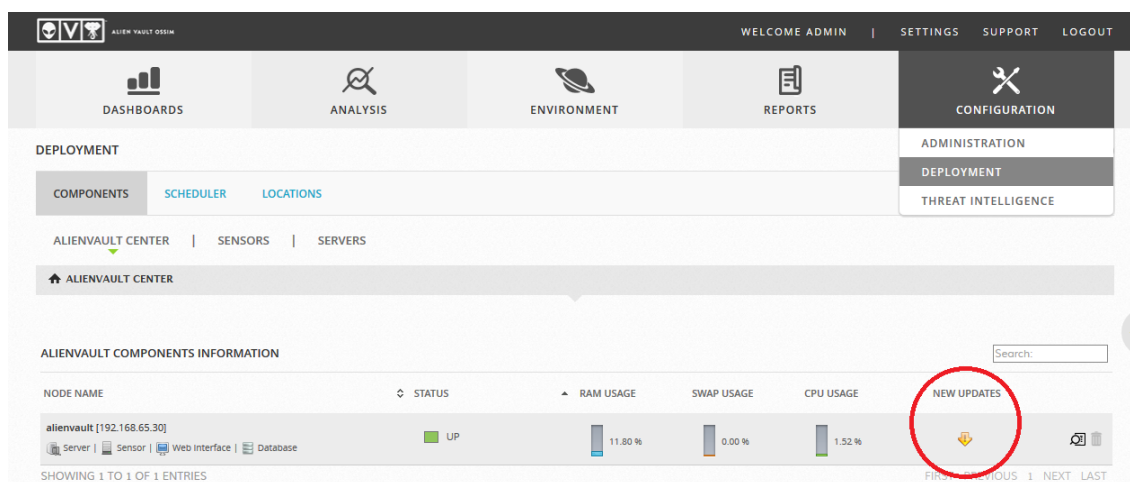 ALIEN VAULT OSSIM
WELCOME ADMIN | SETTINGS SUPPORT LOGOUT
DASHBOARDS ANALYSIS ENVIRONMENT REPORTS CONFIGURATION
ADMINISTRATION
DEPLOYMENT
THREAT INTELLIGENCE
DEPLOYMENT
COMPONENTS SCHEDULER LOCATIONS
ALIENVAULT CENTER | SENSORS | SERVERS
ALIENVAULT CENTER
ALIENVAULT COMPONENTS INFORMATION Search:
NODE NAME STATUS RAM USAGE SWAP USAGE CPU USAGE NEW UPDATES
alienvault [192.168.65.30]
UP 11.80 % 0.00 % 1.52 %
Server | Sensor | Web Interface | Database
SHOWING 1 TO 1 OF 1 ENTRIES FIRST PREVIOUS 1 NEXT LAST